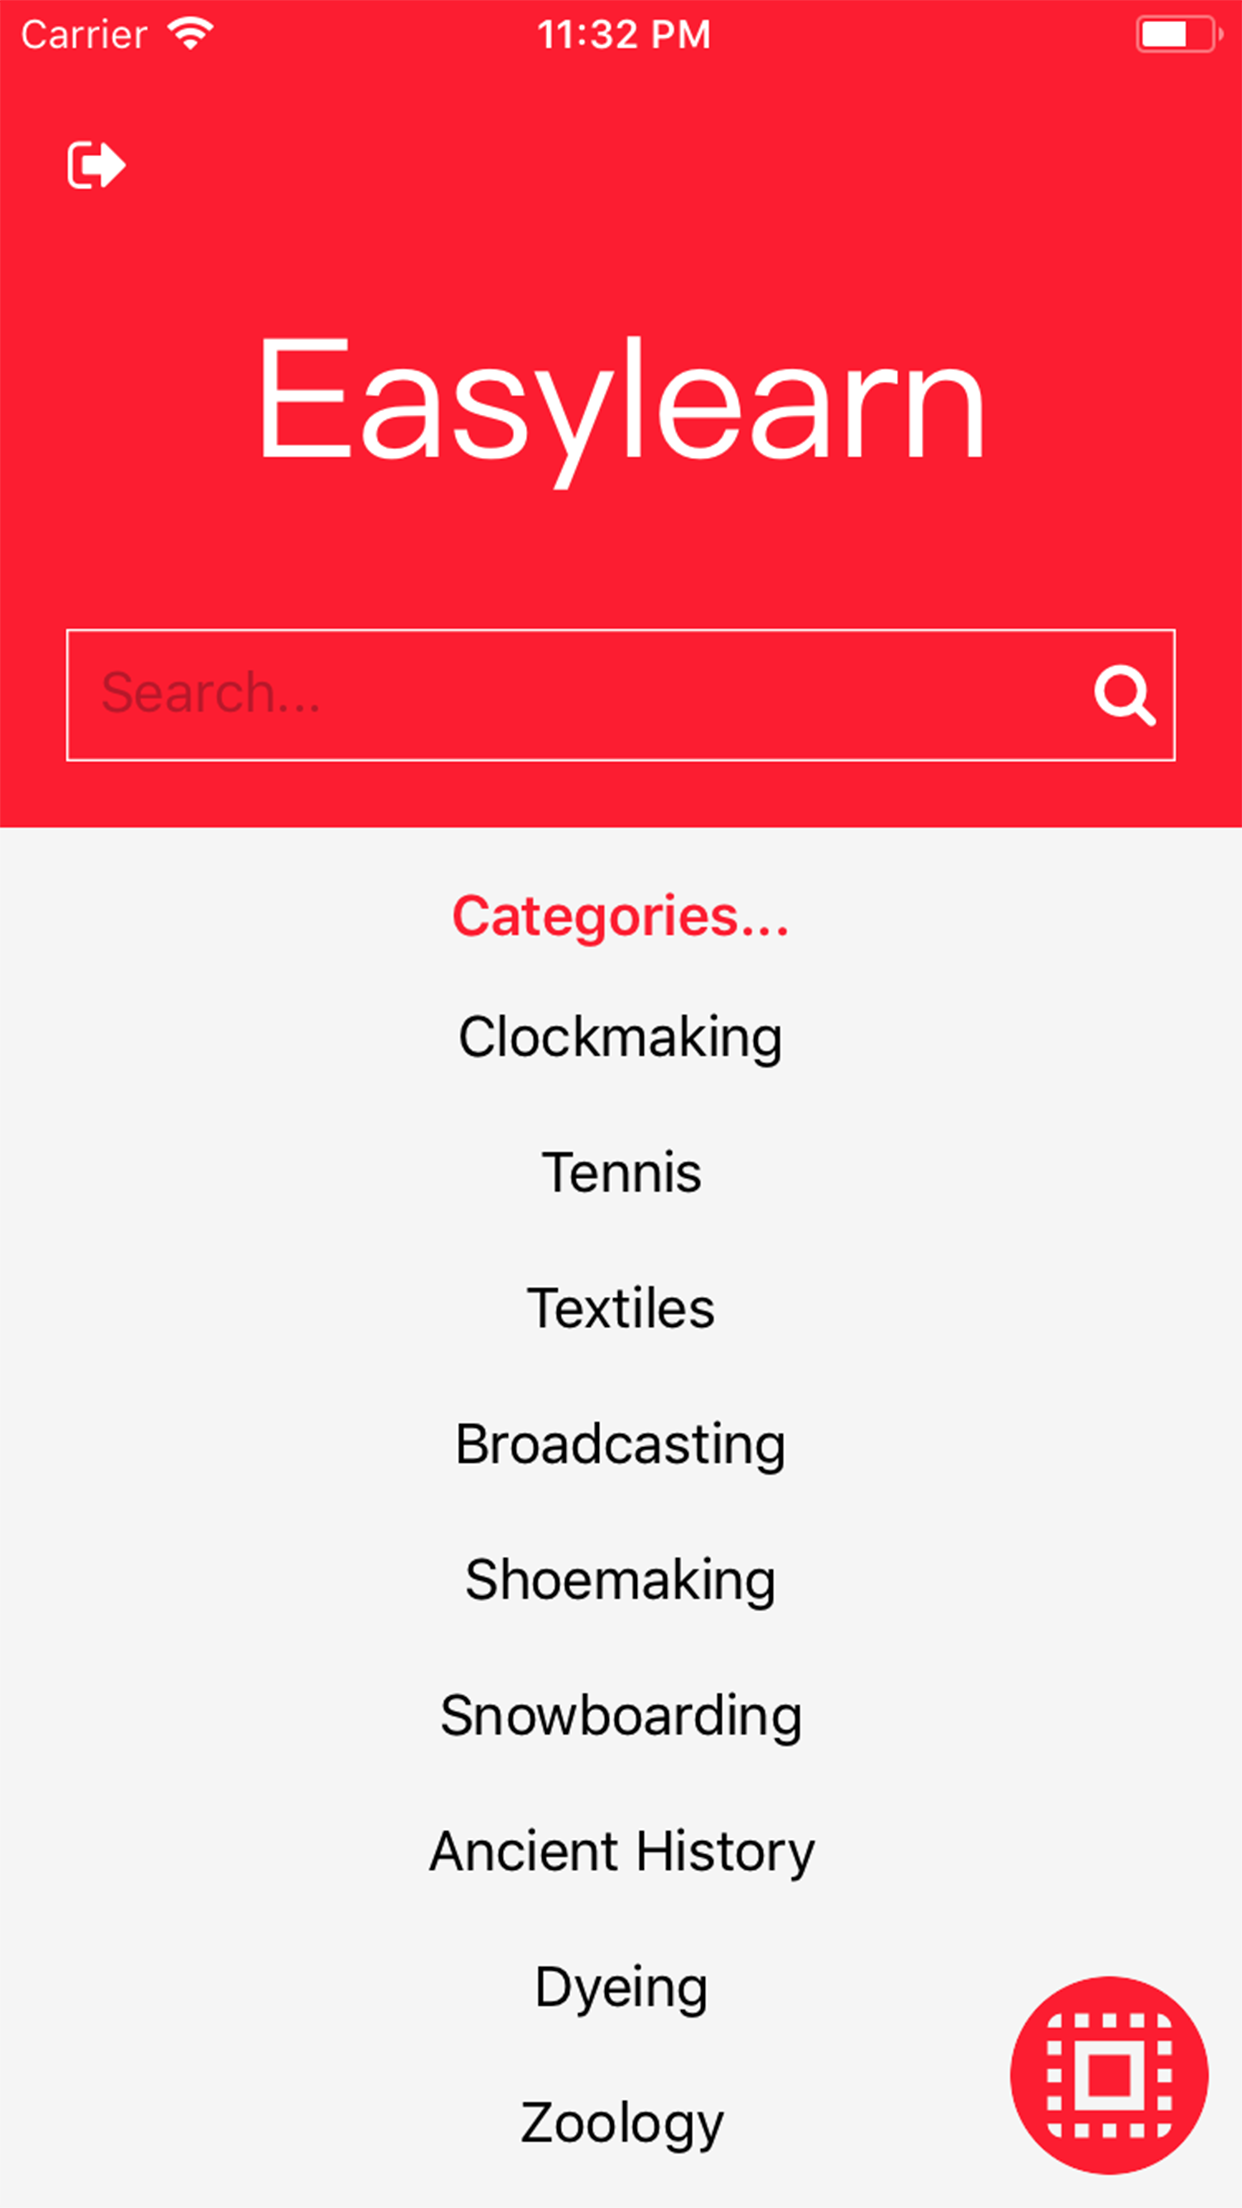 Carrier 11:32 PM
Easylearn
Search...
Categories...
Clockmaking
Tennis
Textiles
Broadcasting
Shoemaking
Snowboarding
Ancient History
Dyeing
Zoology